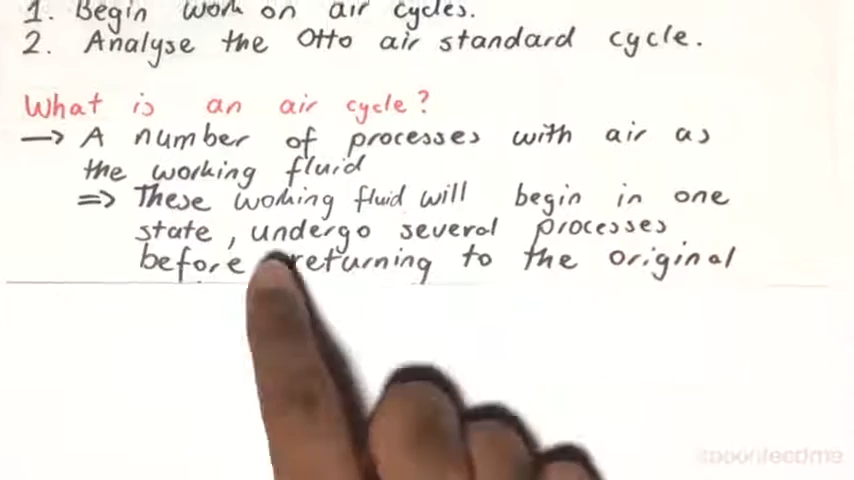 1. Begin work on air cycles.
2. Analyse the Otto air standard cycle.
What is an air cycle?
→ A number of processes with air as
the working fluid
⇒ These working fluid will begin in one
state, undergo several processes
before returning to the original
spoonfeedme